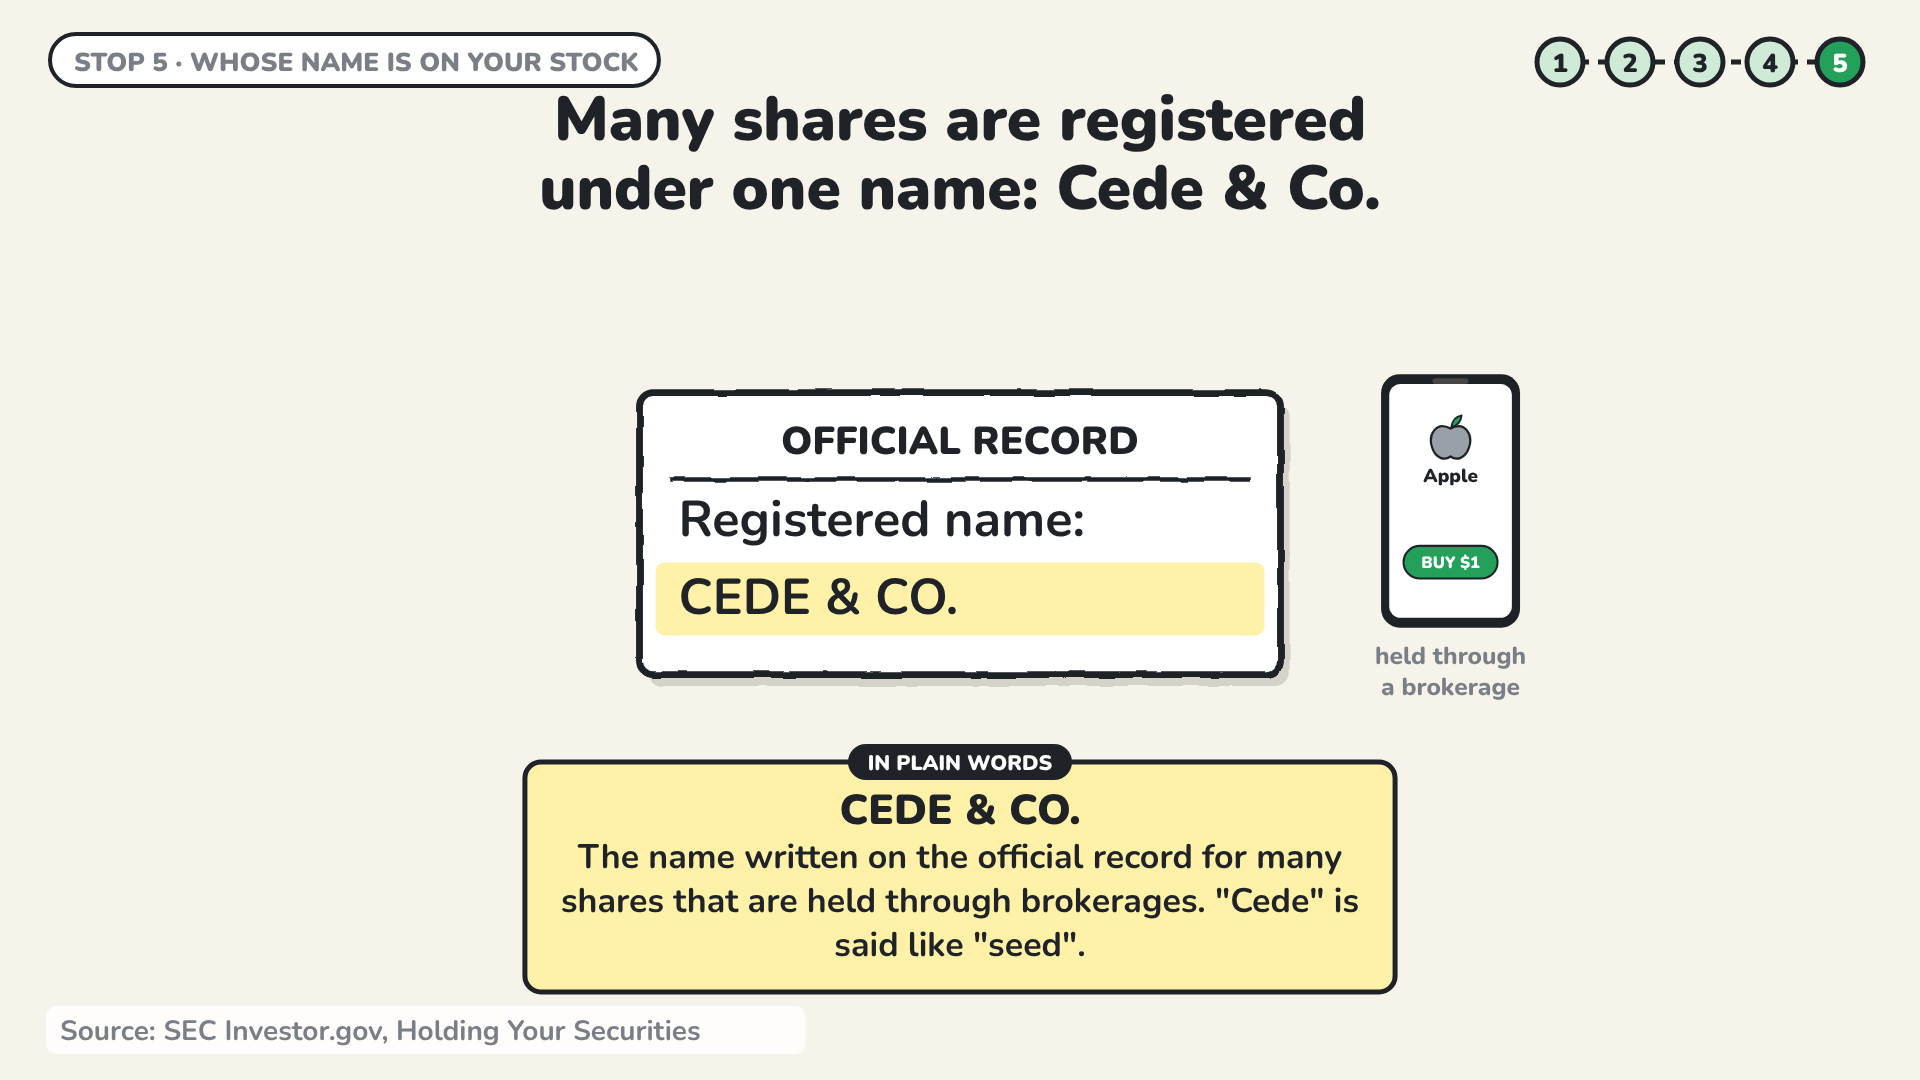 STOP 5 · WHOSE NAME IS ON YOUR STOCK
1 2 3 4 5
Many shares are registered
under one name: Cede & Co.
OFFICIAL RECORD
Registered name:
CEDE & CO.
Apple
BUY $1
held through
a brokerage
IN PLAIN WORDS
CEDE & CO.
The name written on the official record for many
shares that are held through brokerages. "Cede" is
said like "seed".
Source: SEC Investor.gov, Holding Your Securities